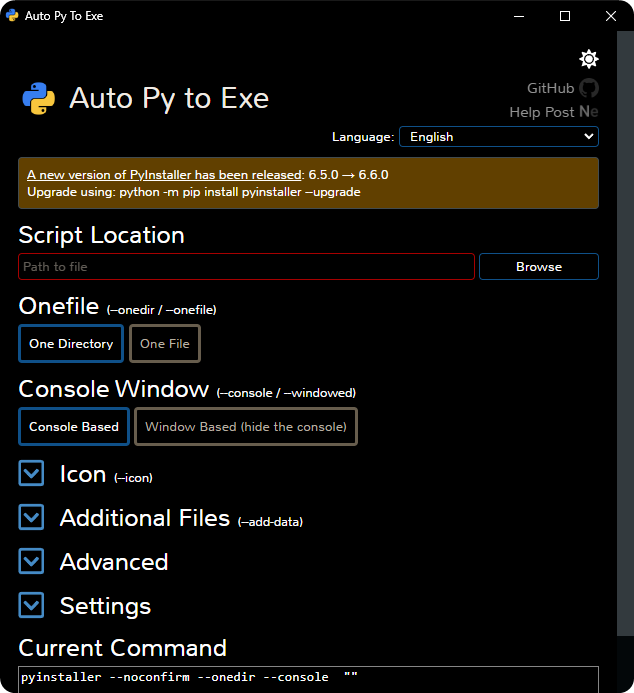 Auto Py To Exe
Auto Py to Exe
GitHub
Help Post Ne
Language: English
A new version of PyInstaller has been released: 6.5.0 → 6.6.0
Upgrade using: python -m pip install pyinstaller --upgrade
Script Location
Path to file
Browse
Onefile (--onedir / --onefile)
One Directory One File
Console Window (--console / --windowed)
Console Based Window Based (hide the console)
Icon (--icon)
Additional Files (--add-data)
Advanced
Settings
Current Command
pyinstaller --noconfirm --onedir --console  ""